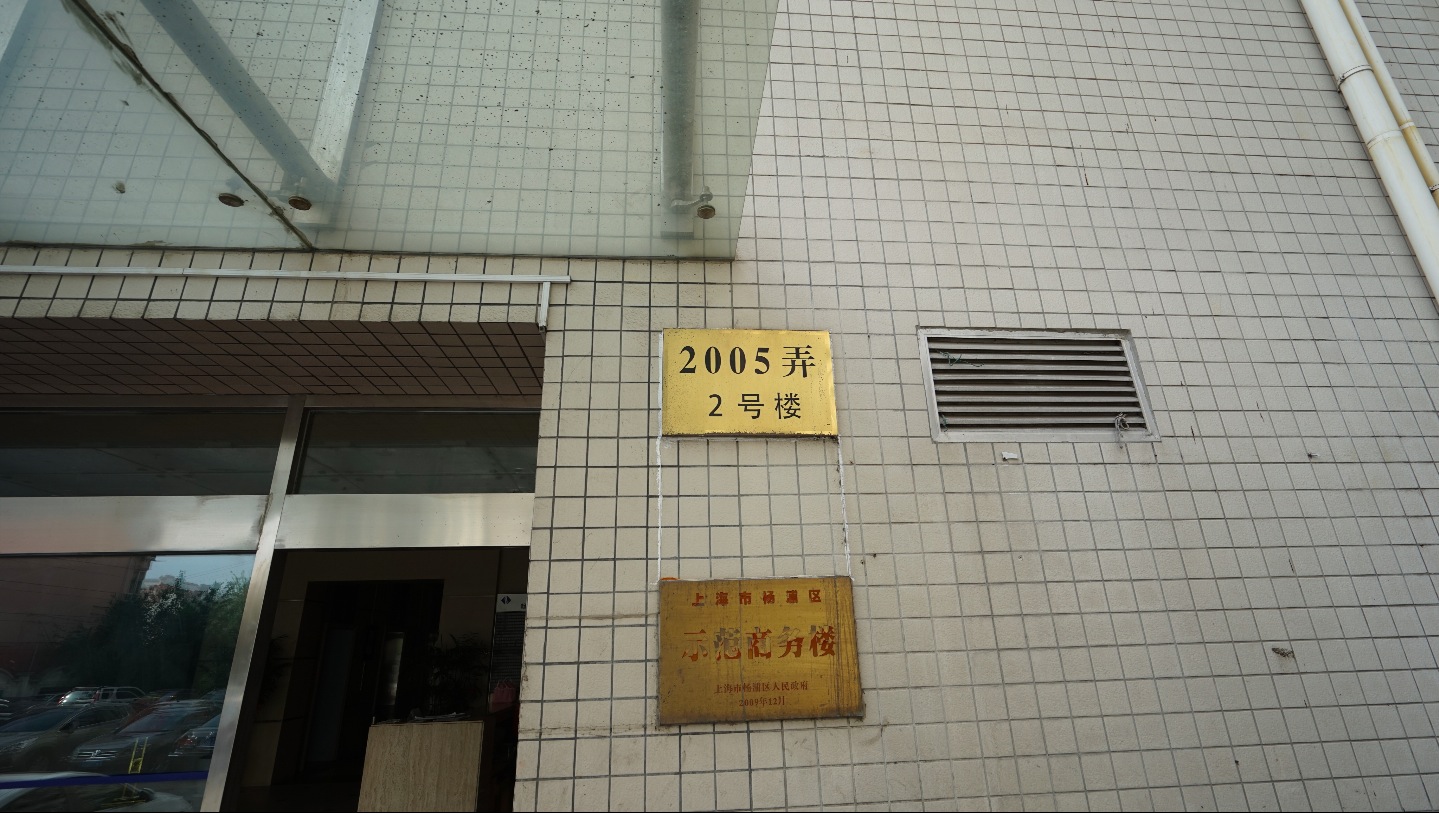 2005弄
2号楼
上海市杨浦区
示范商务楼
上海市杨浦区人民政府
2009年12月